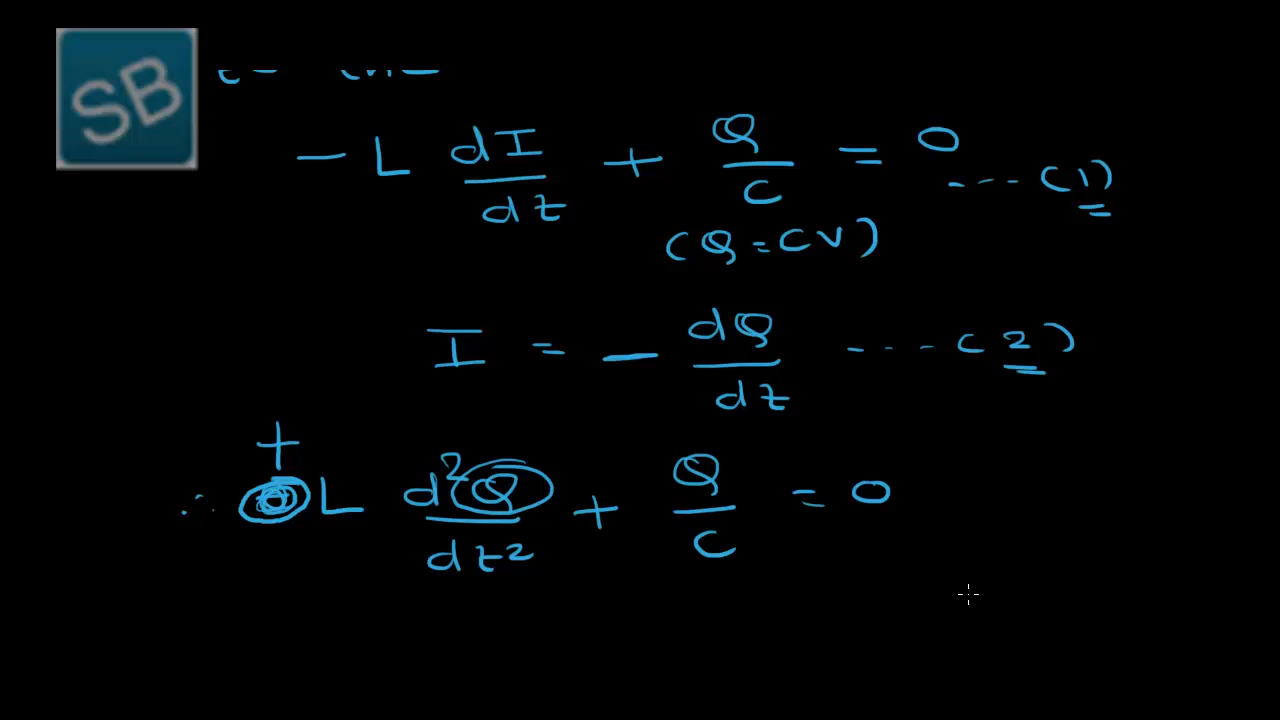 SB
- L dI/dt + Q/C = 0 --- (1)
(Q = CV)
I = - dQ/dt --- (2)
+
∴ L d²Q/dt² + Q/C = 0